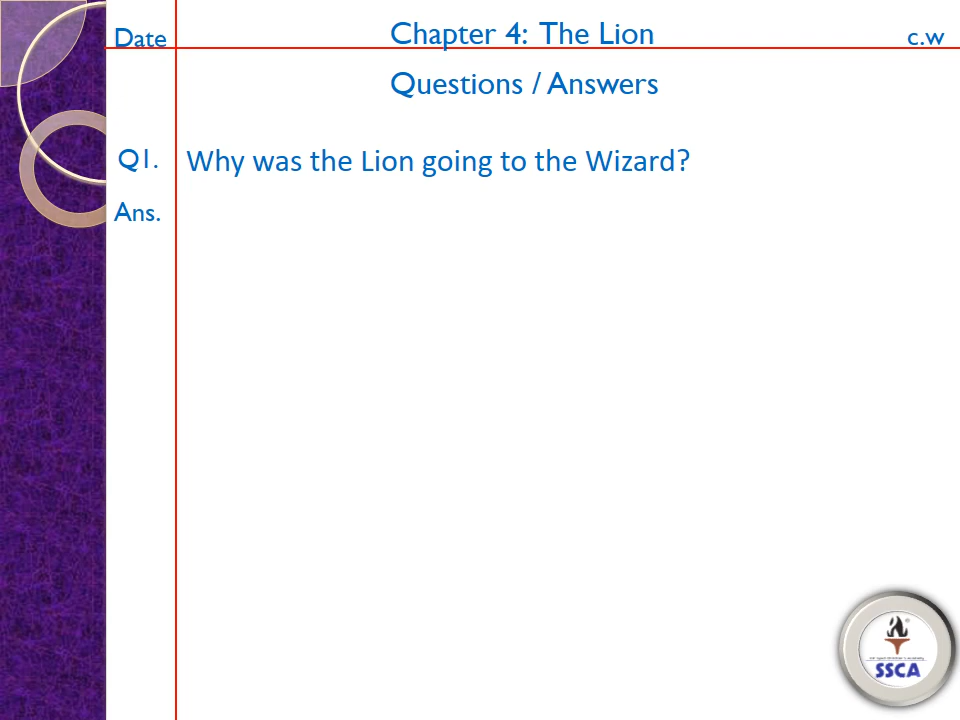 Date Chapter 4: The Lion c.w
Questions / Answers
Q1. Why was the Lion going to the Wizard?
Ans.
SSCA